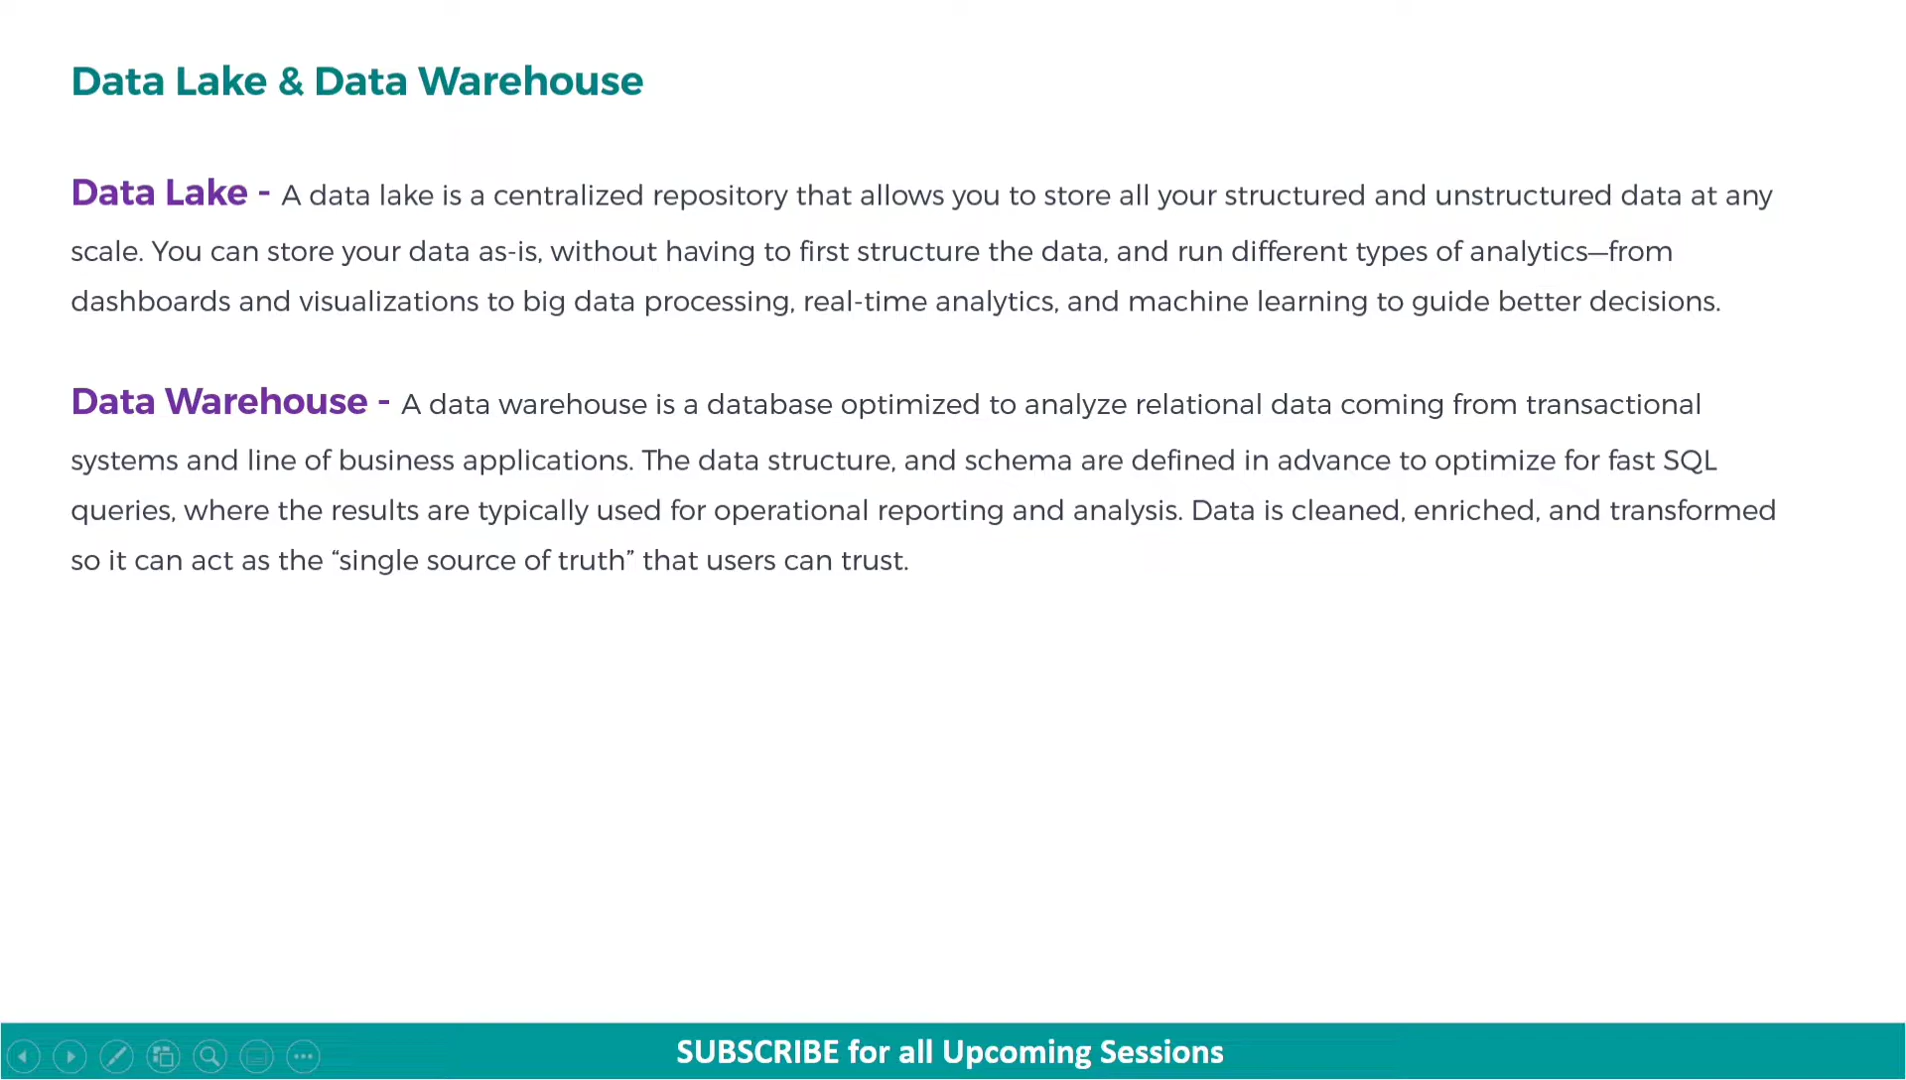 Data Lake & Data Warehouse
Data Lake - A data lake is a centralized repository that allows you to store all your structured and unstructured data at any
scale. You can store your data as-is, without having to first structure the data, and run different types of analytics—from
dashboards and visualizations to big data processing, real-time analytics, and machine learning to guide better decisions.
Data Warehouse - A data warehouse is a database optimized to analyze relational data coming from transactional
systems and line of business applications. The data structure, and schema are defined in advance to optimize for fast SQL
queries, where the results are typically used for operational reporting and analysis. Data is cleaned, enriched, and transformed
so it can act as the “single source of truth” that users can trust.
SUBSCRIBE for all Upcoming Sessions